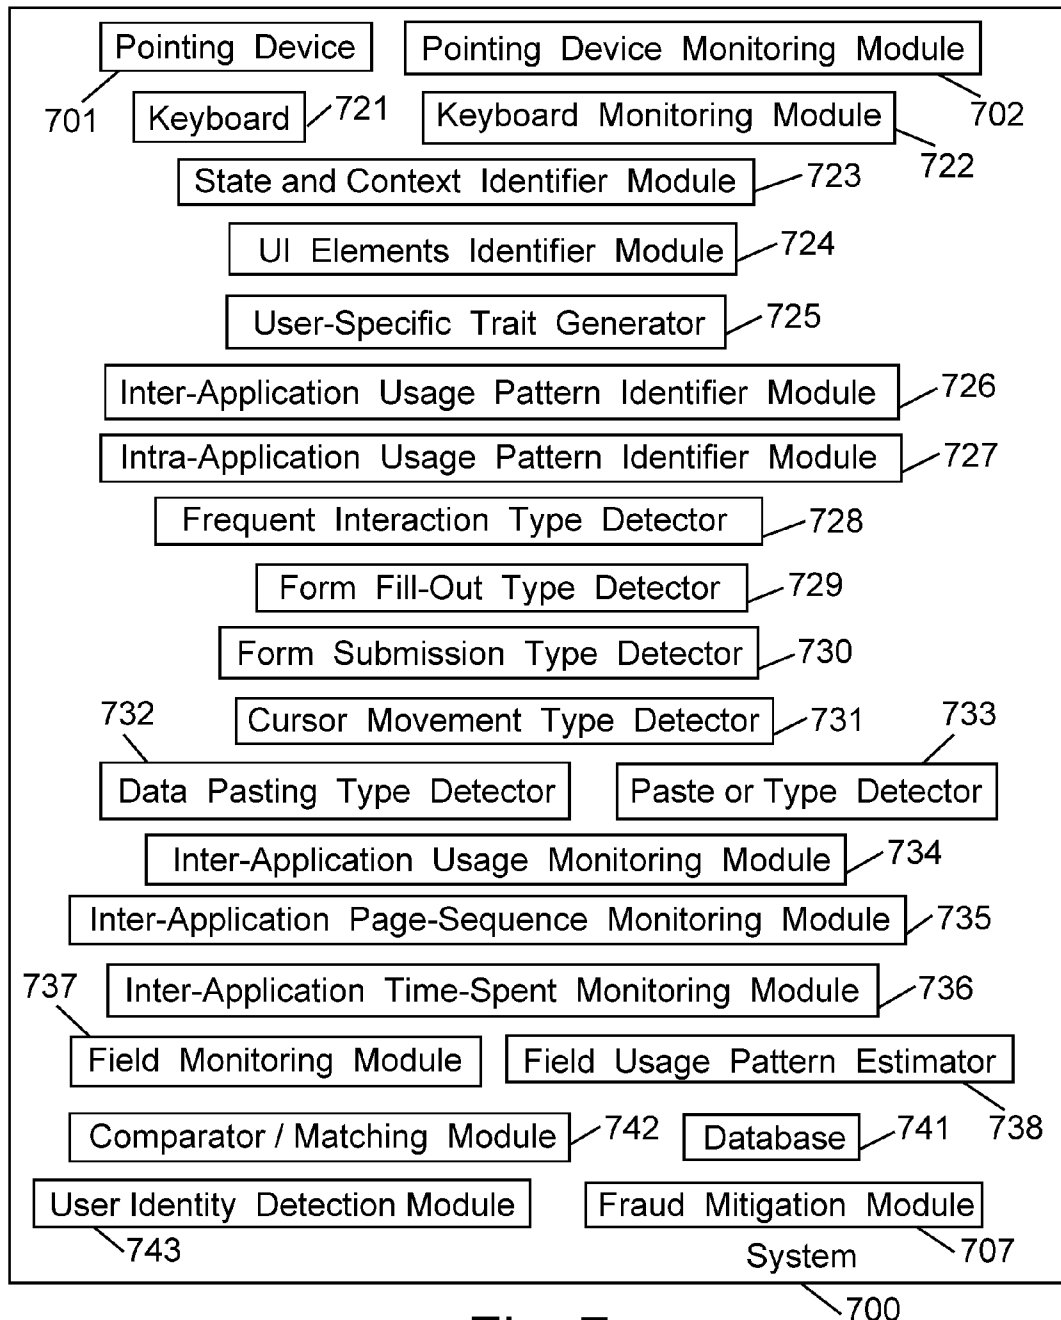 Pointing Device
Pointing Device Monitoring Module
701
702
Keyboard
721
Keyboard Monitoring Module
722
State and Context Identifier Module
723
UI Elements Identifier Module
724
User-Specific Trait Generator
725
Inter-Application Usage Pattern Identifier Module
726
Intra-Application Usage Pattern Identifier Module
727
Frequent Interaction Type Detector
728
Form Fill-Out Type Detector
729
Form Submission Type Detector
730
732
Cursor Movement Type Detector
731
733
Data Pasting Type Detector
Paste or Type Detector
Inter-Application Usage Monitoring Module
734
Inter-Application Page-Sequence Monitoring Module
735
737
Inter-Application Time-Spent Monitoring Module
736
Field Monitoring Module
Field Usage Pattern Estimator
738
Comparator / Matching Module
742
Database
741
User Identity Detection Module
743
Fraud Mitigation Module
707
System
700